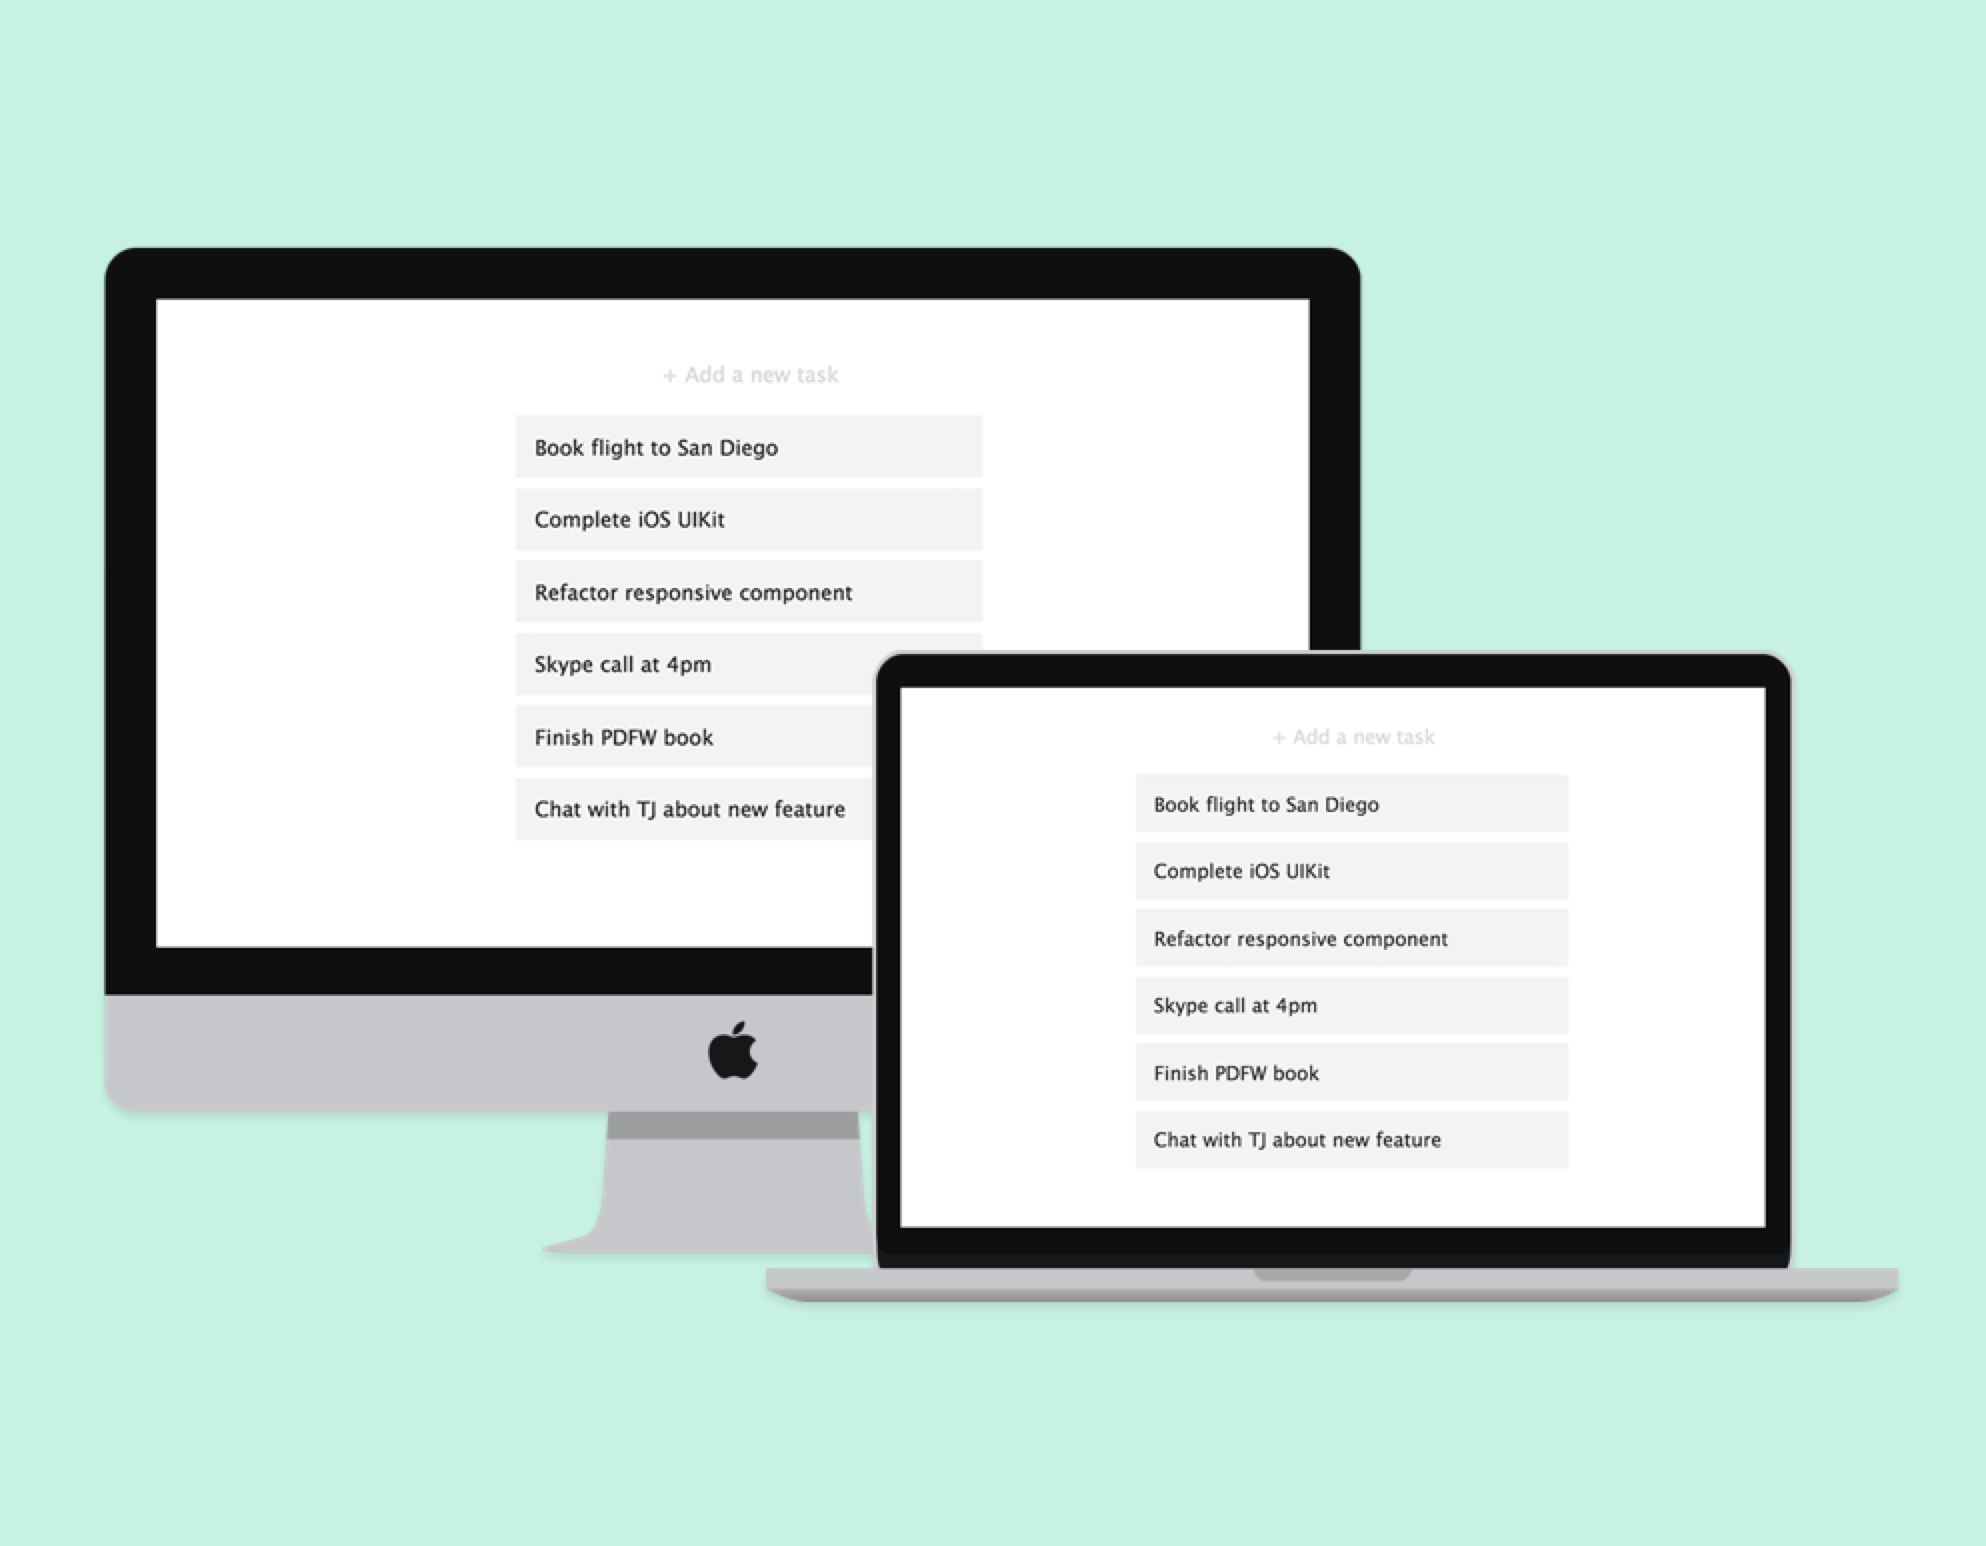 + Add a new task
Book flight to San Diego
Complete iOS UIKit
Refactor responsive component
Skype call at 4pm
Finish PDFW book
Chat with TJ about new feature
+ Add a new task
Book flight to San Diego
Complete iOS UIKit
Refactor responsive component
Skype call at 4pm
Finish PDFW book
Chat with TJ about new feature